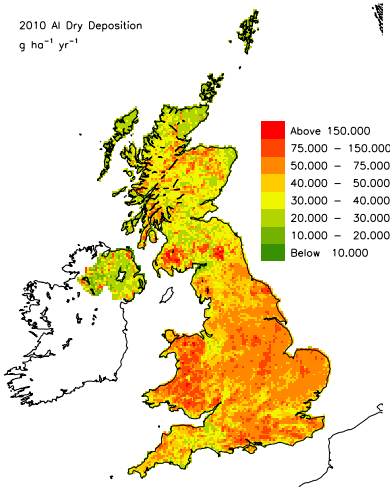 2010 Al Dry Deposition
g ha⁻¹ yr⁻¹
Above 150.000
75.000 – 150.000
50.000 – 75.000
40.000 – 50.000
30.000 – 40.000
20.000 – 30.000
10.000 – 20.000
Below 10.000